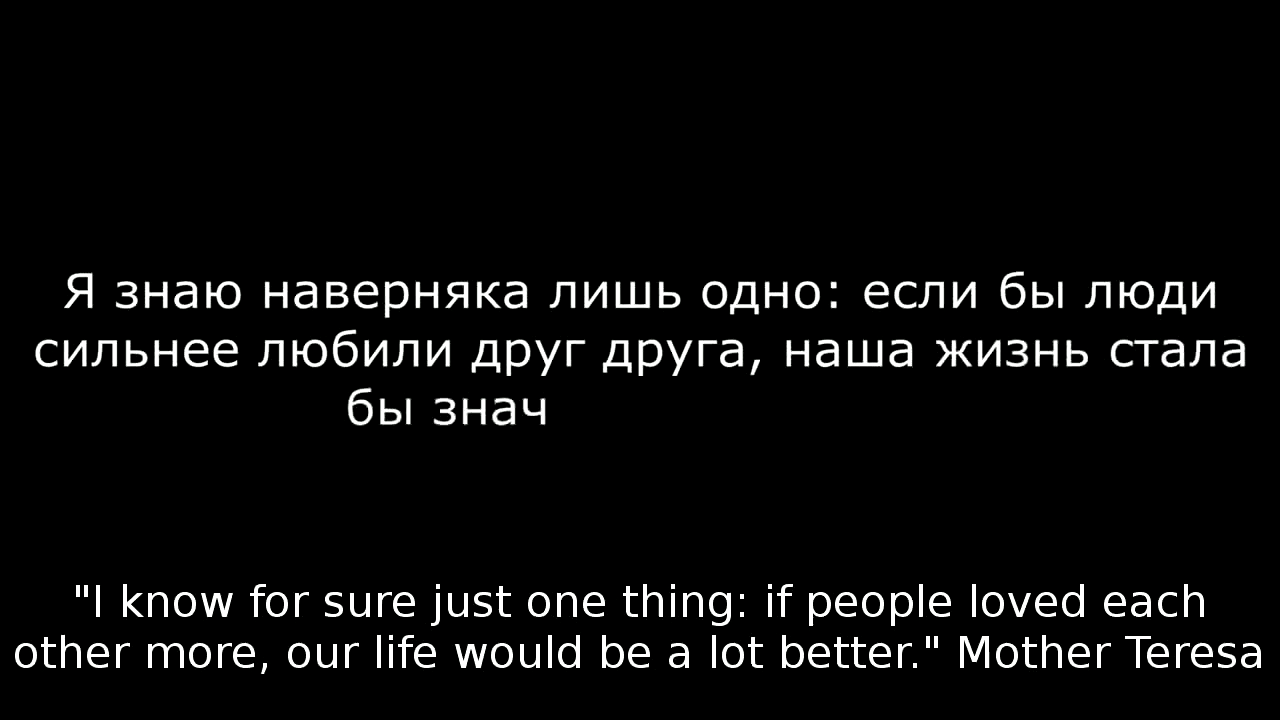 Я знаю наверняка лишь одно: если бы люди
сильнее любили друг друга, наша жизнь стала
бы знач
"I know for sure just one thing: if people loved each
other more, our life would be a lot better." Mother Teresa